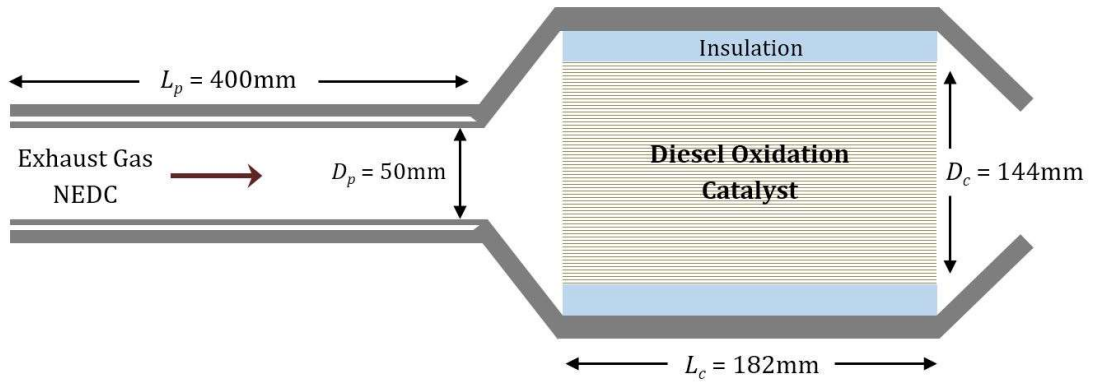 Insulation
L_p = 400mm
Exhaust Gas
NEDC
D_p = 50mm
Diesel Oxidation
Catalyst
D_c = 144mm
L_c = 182mm